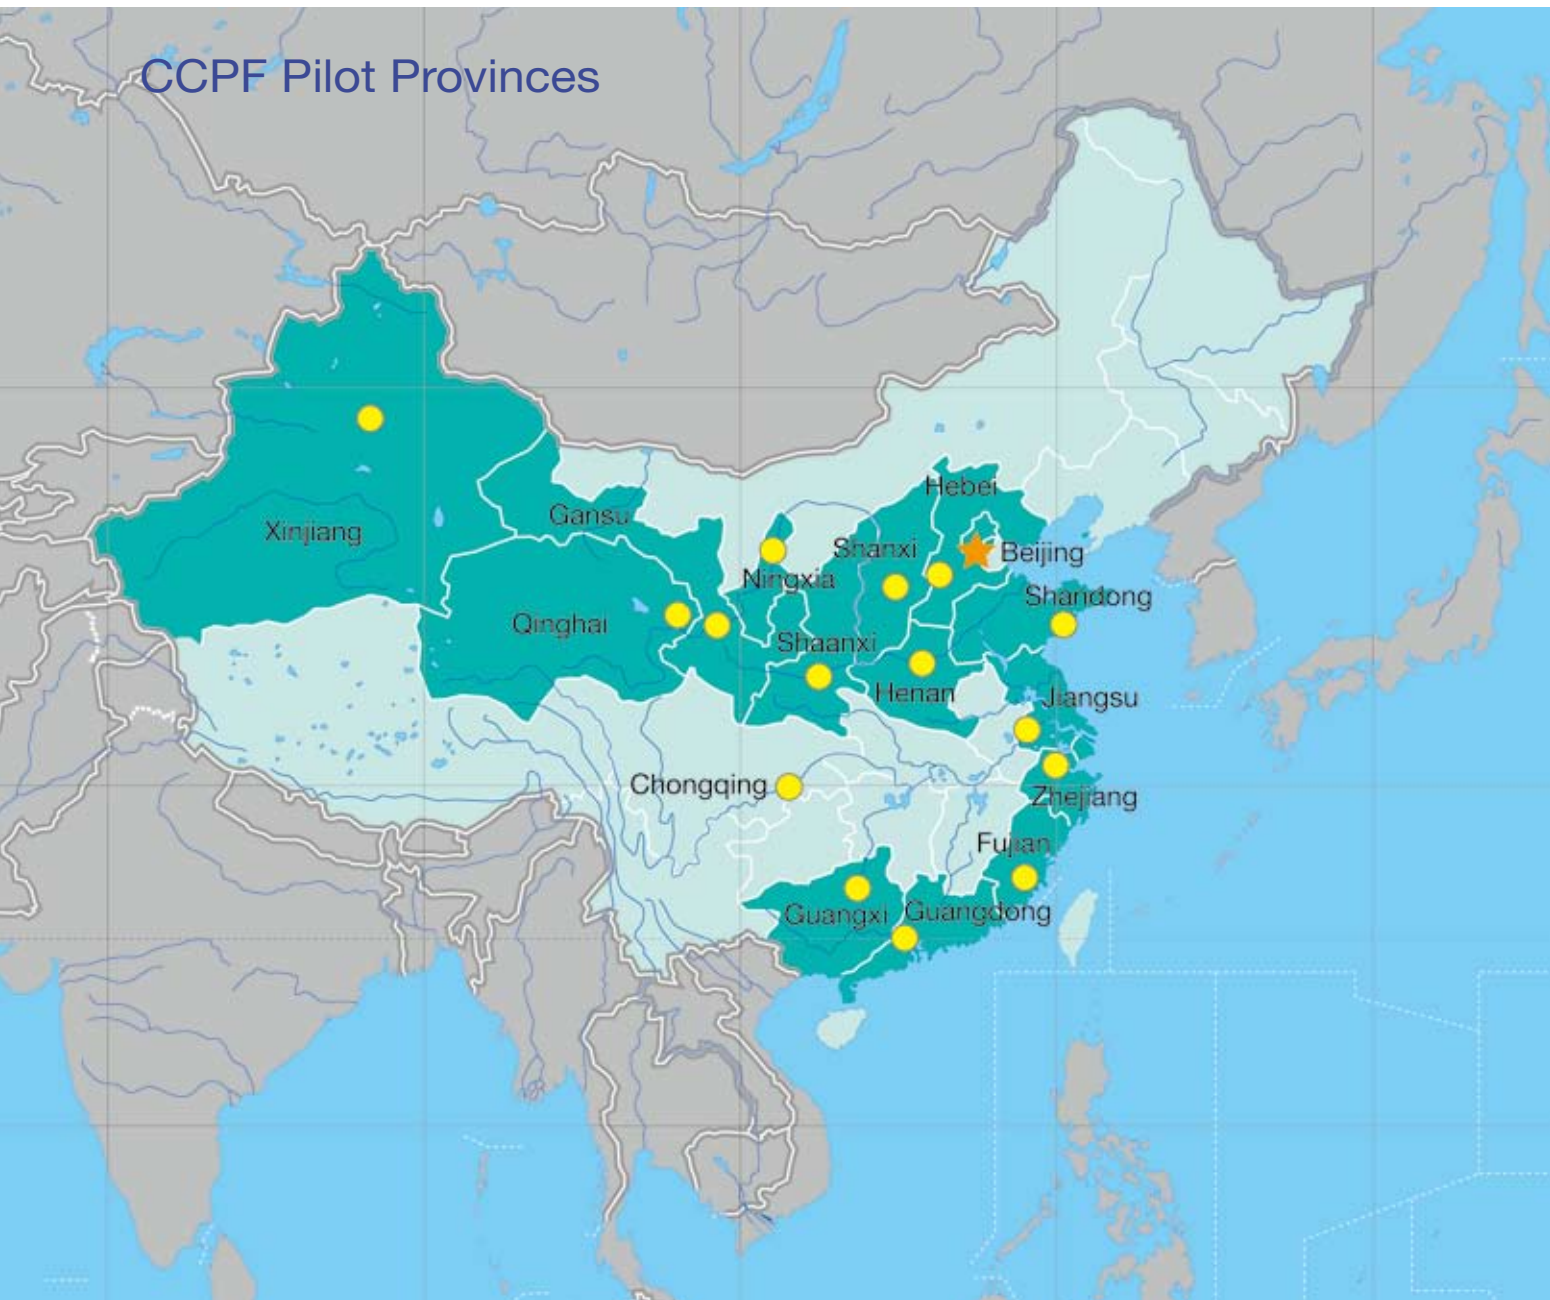 CCPF Pilot Provinces
Hebei
Gansu
Xinjiang
Shanxi
Beijing
Ningxia
Shandong
Qinghai
Shaanxi
Henan
Jiangsu
Chongqing
Zhejiang
Fujian
Guangxi
Guangdong